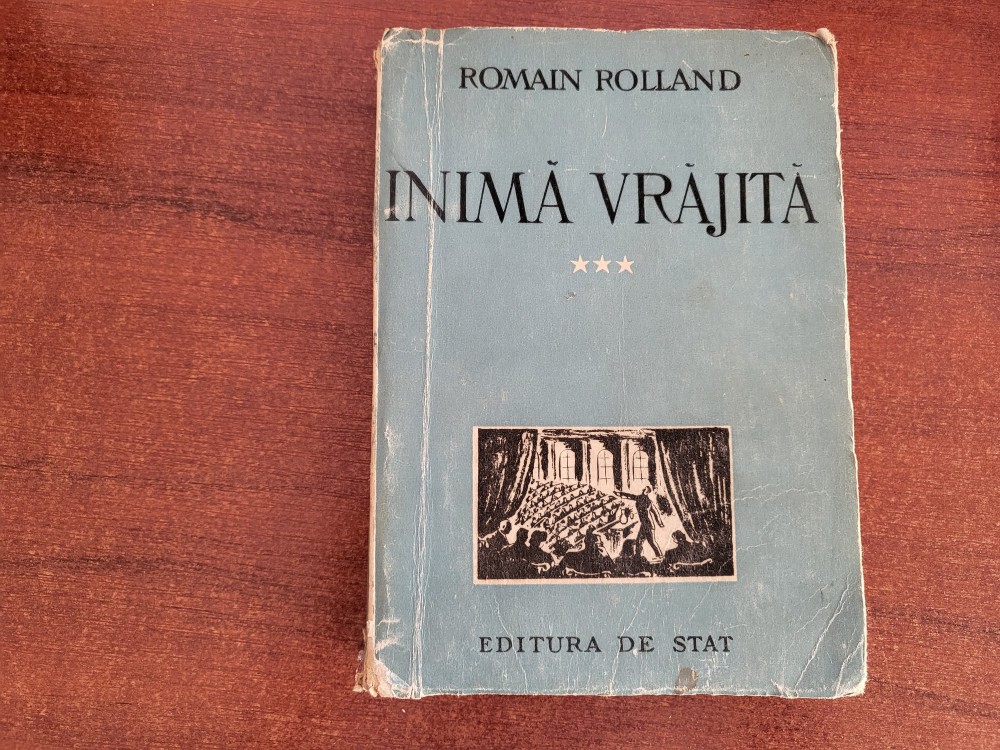 ROMAIN ROLLAND
INIMĂ VRĂJITĂ
★★★
EDITURA DE STAT